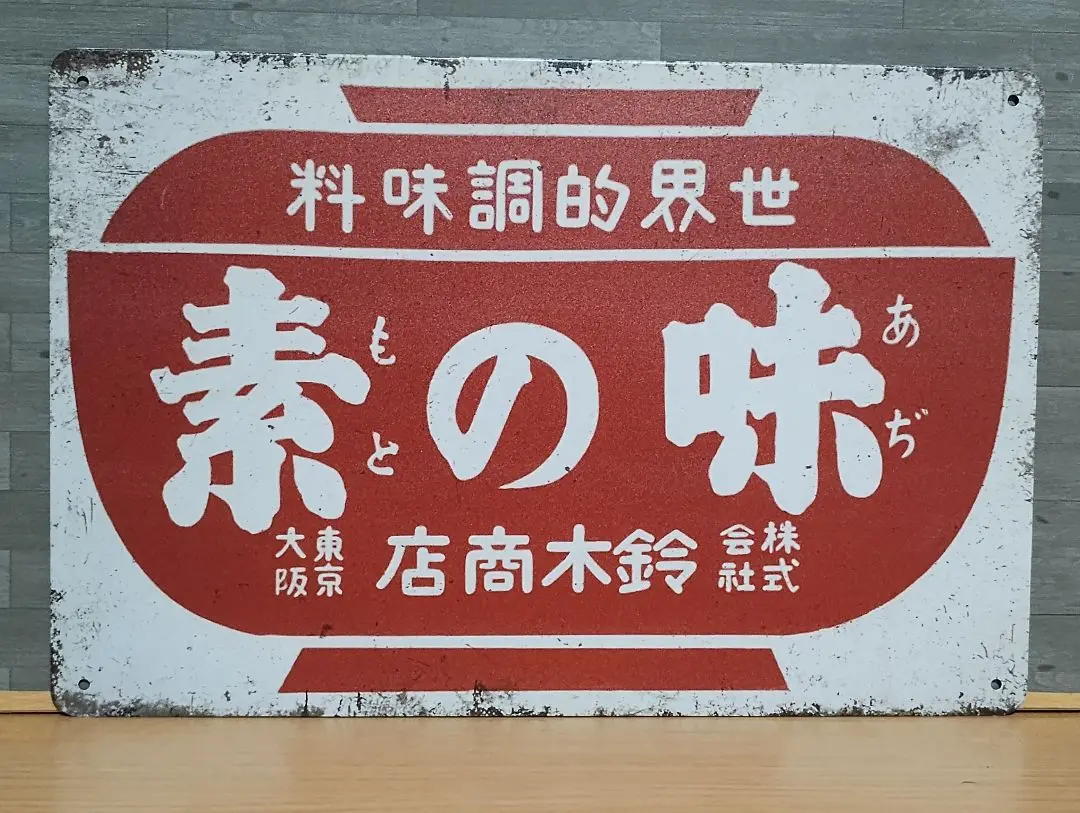 世界的調味料
味の素
あぢ
もと
株式会社 鈴木商店 東京大阪